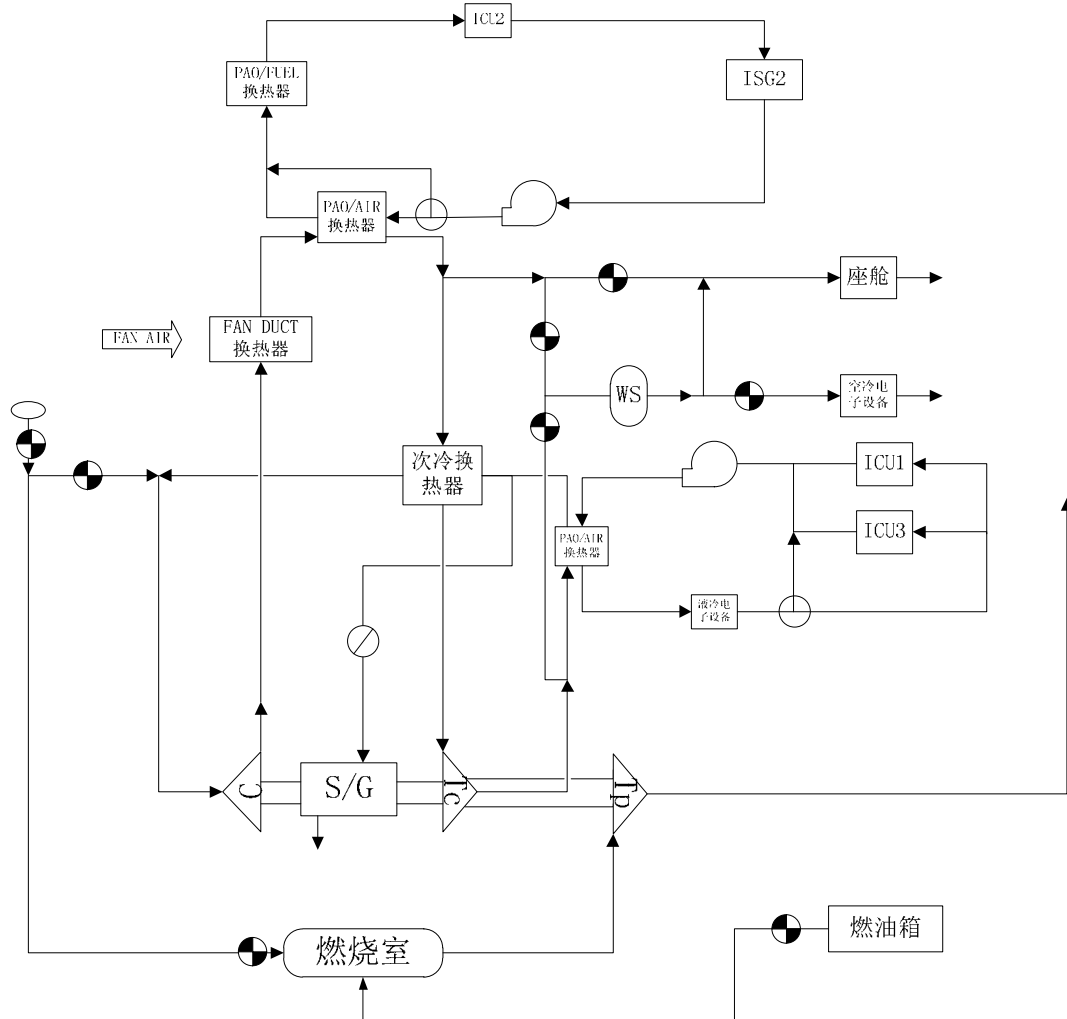 ICU2
PAO/FUEL
换热器
ISG2
PAO/AIR
换热器
座舱
FAN AIR
FAN DUCT
换热器
WS
空冷电
子设备
次冷换
热器
ICU1
ICU3
PAO/AIR
换热器
液冷电
子设备
C
S/G
Tc
Tp
燃油箱
燃烧室